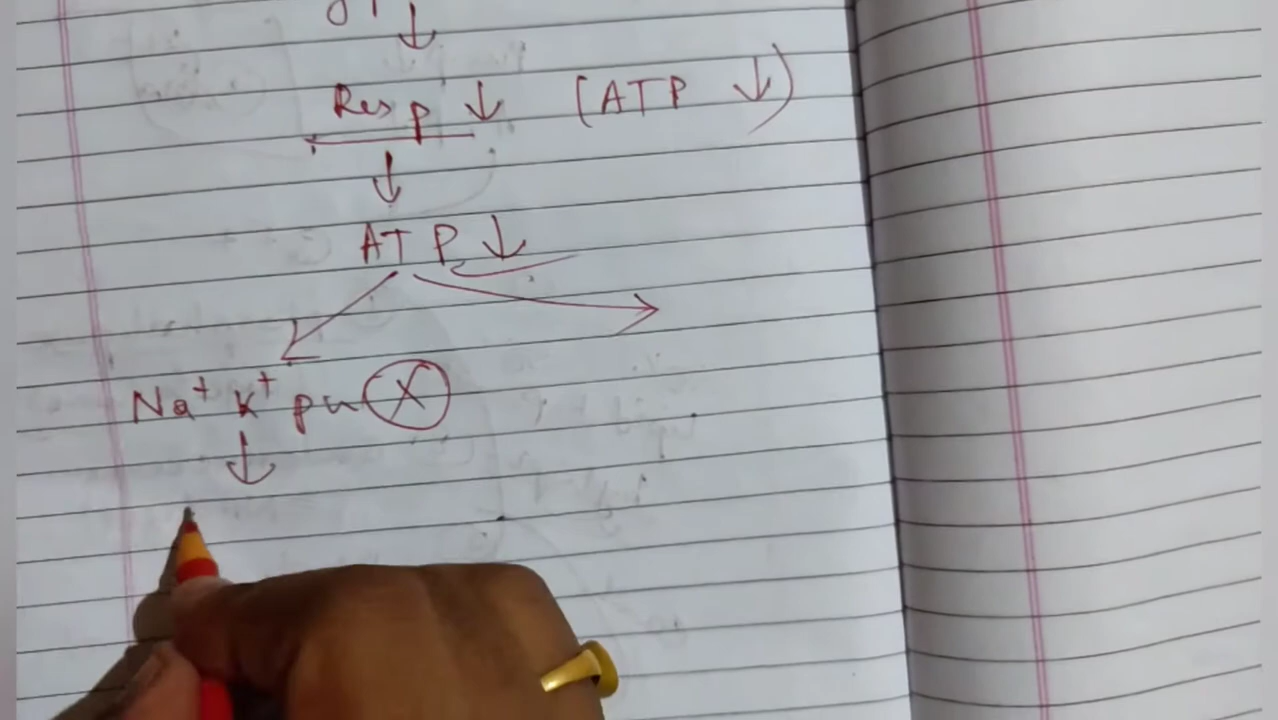 Resp ↓ (ATP ↓)
↓
ATP ↓
Na⁺ K⁺ pu X
↓